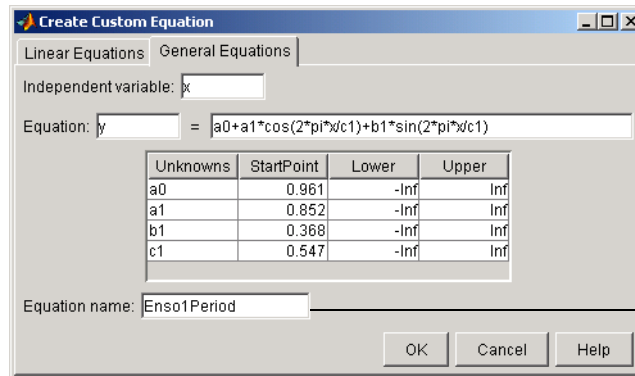 Create Custom Equation
Linear Equations General Equations
Independent variable: x
Equation: y = a0+a1*cos(2*pi*x/c1)+b1*sin(2*pi*x/c1)
Unknowns StartPoint Lower Upper
a0 0.961 -Inf Inf
a1 0.852 -Inf Inf
b1 0.368 -Inf Inf
c1 0.547 -Inf Inf
Equation name: Enso1Period
OK Cancel Help